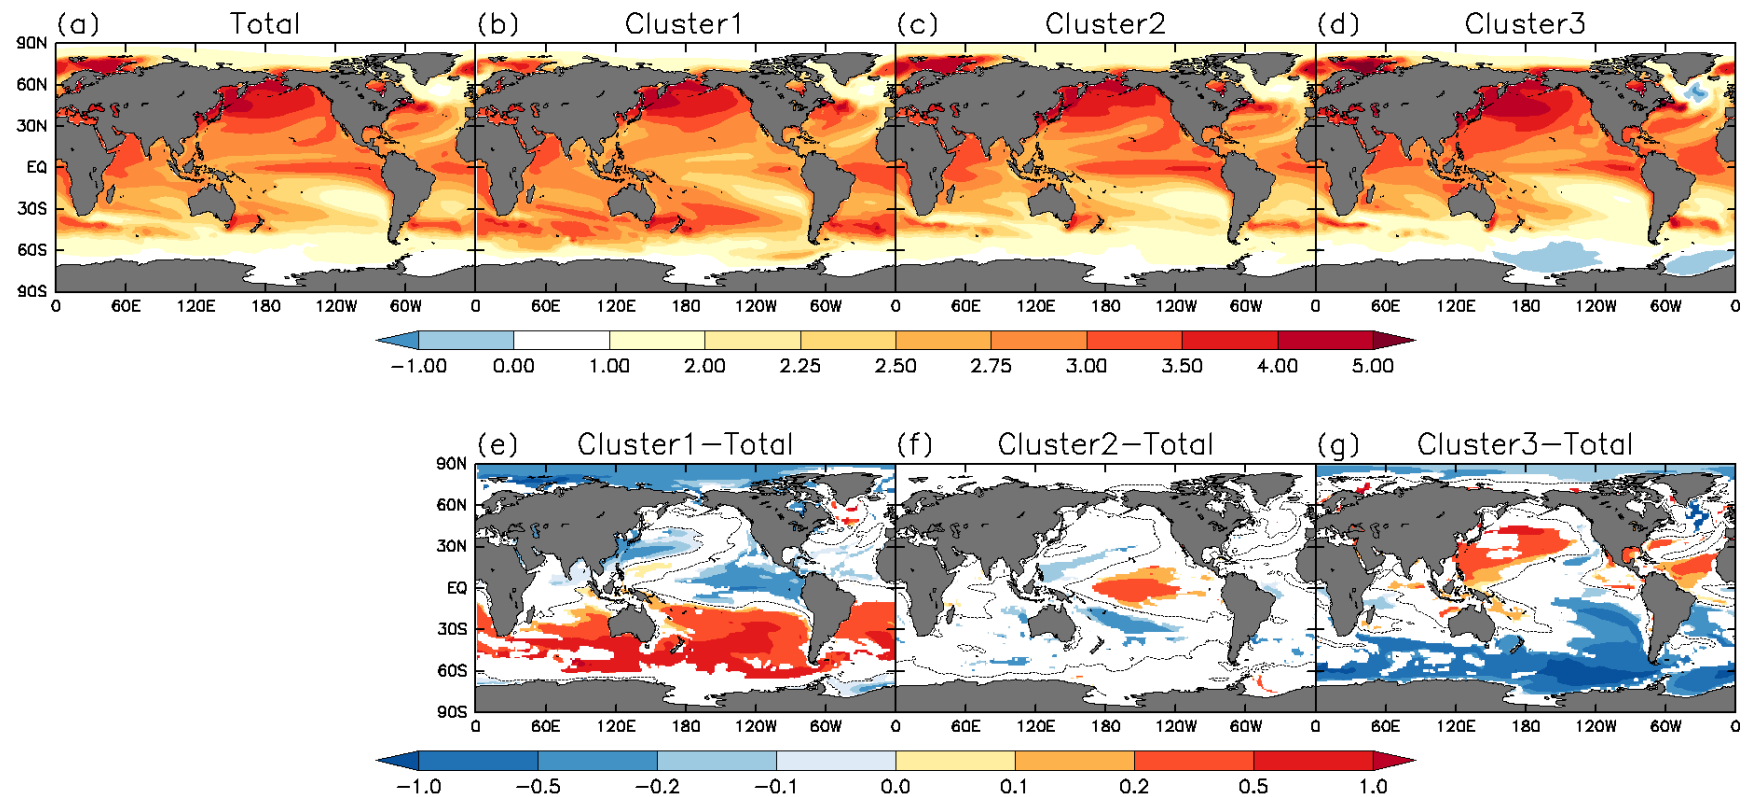 (a) Total (b) Cluster1 (c) Cluster2 (d) Cluster3
90N
60N
30N
EQ
30S
60S
90S
0 60E 120E 180 120W 60W 0 60E 120E 180 120W 60W 0 60E 120E 180 120W 60W 0 60E 120E 180 120W 60W 0
−1.00 0.00 1.00 2.00 2.25 2.50 2.75 3.00 3.50 4.00 5.00
(e) Cluster1−Total (f) Cluster2−Total (g) Cluster3−Total
90N
60N
30N
EQ
30S
60S
90S
0 60E 120E 180 120W 60W 0 60E 120E 180 120W 60W 0 60E 120E 180 120W 60W 0
−1.0 −0.5 −0.2 −0.1 0.0 0.1 0.2 0.5 1.0